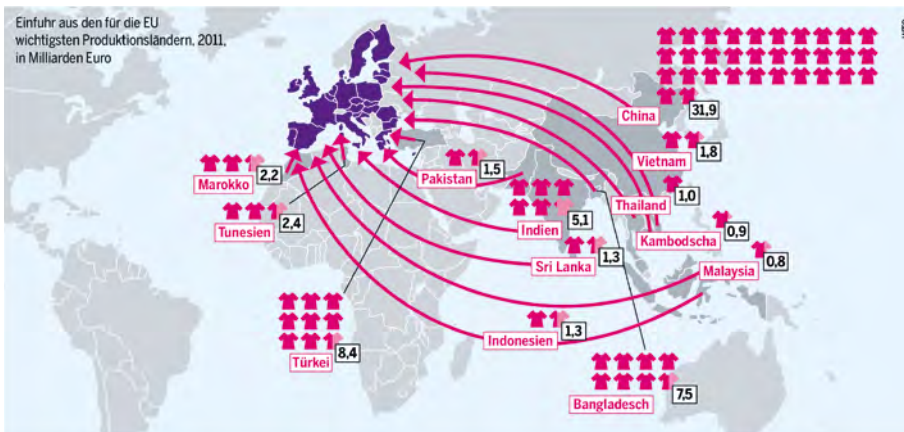 Einfuhr aus den für die EU
wichtigsten Produktionsländern, 2011,
in Milliarden Euro
China
31,9
Vietnam
1,8
Marokko
2,2
Pakistan
1,5
Thailand
1,0
Tunesien
2,4
Indien
5,1
Kambodscha
0,9
Sri Lanka
1,3
Malaysia
0,8
Türkei
8,4
Indonesien
1,3
Bangladesch
7,5